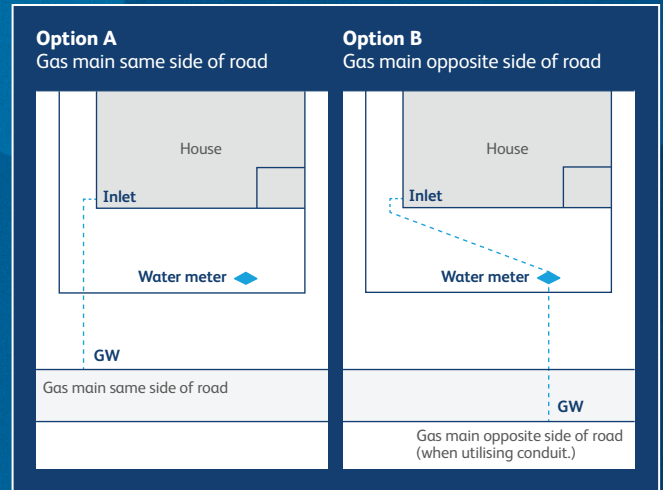 Option A
Gas main same side of road
House
Inlet
Water meter
GW
Gas main same side of road
Option B
Gas main opposite side of road
House
Inlet
Water meter
GW
Gas main opposite side of road
(when utilising conduit.)